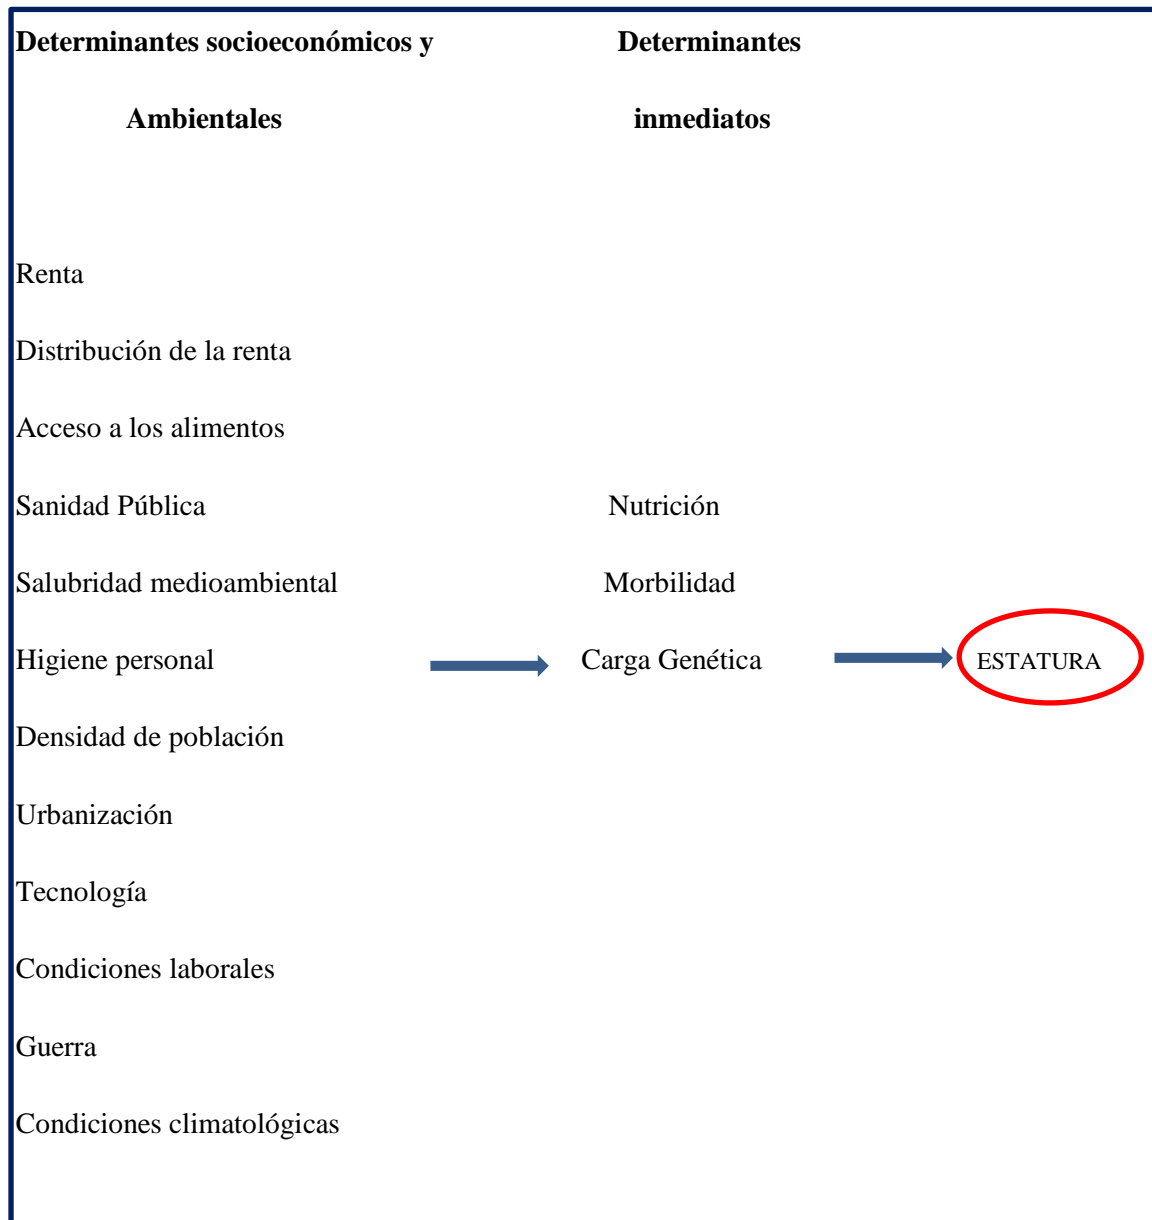 Determinantes socioeconómicos y Determinantes
Ambientales inmediatos
Renta
Distribución de la renta
Acceso a los alimentos
Sanidad Pública Nutrición
Salubridad medioambiental Morbilidad
Higiene personal Carga Genética ESTATURA
Densidad de población
Urbanización
Tecnología
Condiciones laborales
Guerra
Condiciones climatológicas